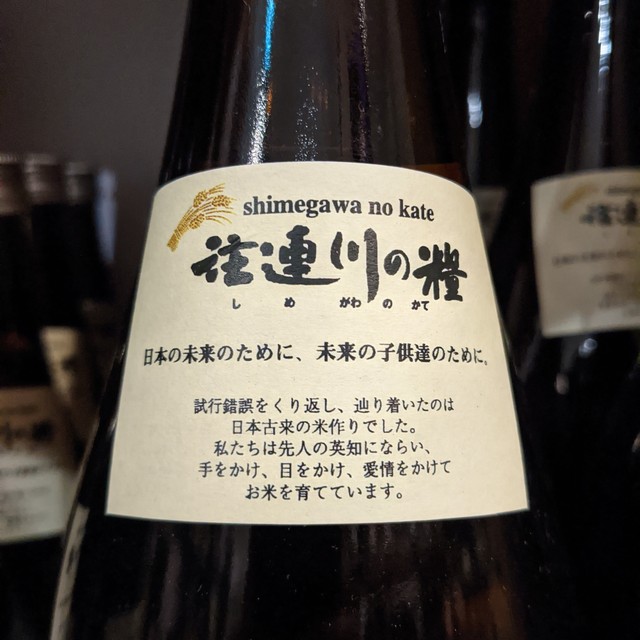 shimegawa no kate
注連川の糧
しめがわのかて
日本の未来のために、未来の子供達のために。
試行錯誤をくり返し、辿り着いたのは
日本古来の米作りでした。
私たちは先人の英知にならい、
手をかけ、目をかけ、愛情をかけて
お米を育てています。